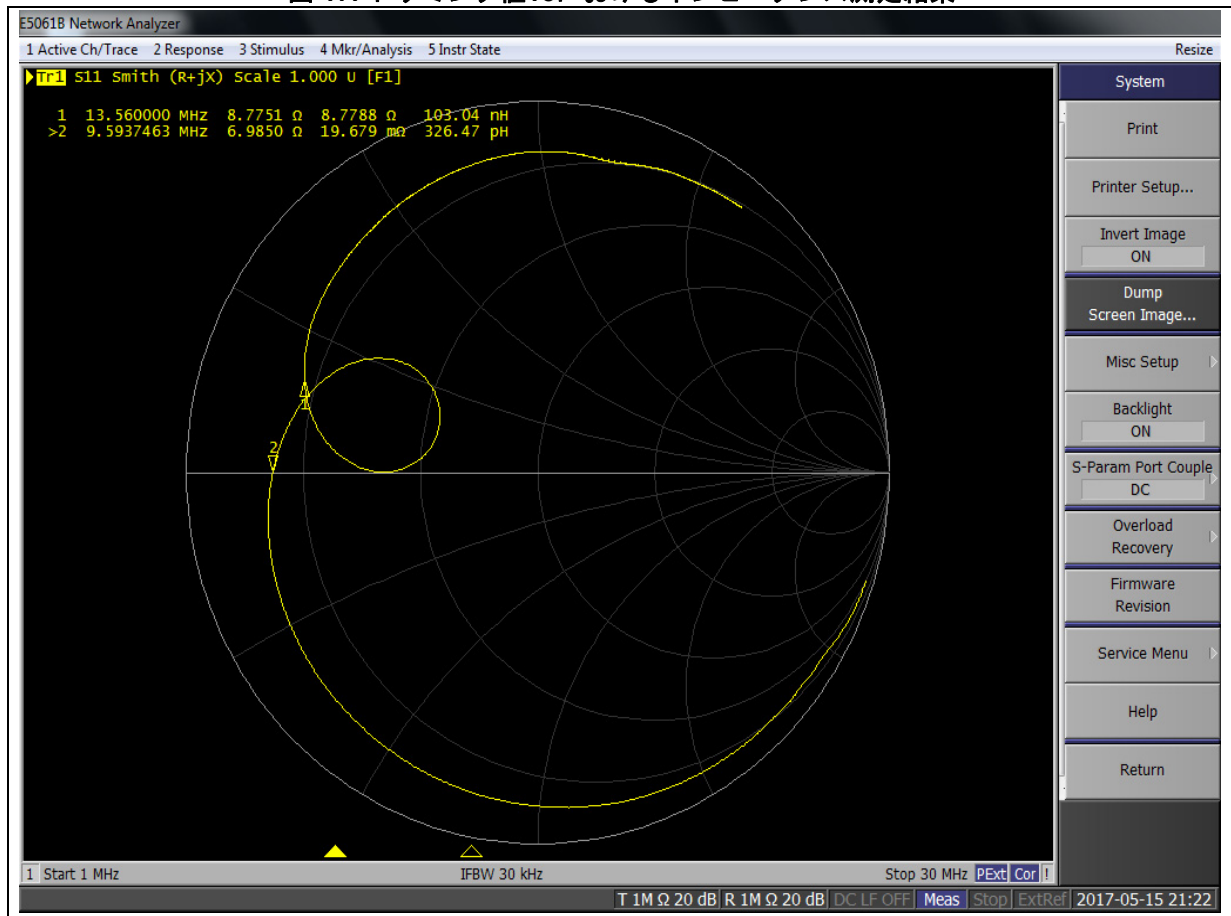 E5061B Network Analyzer
1 Active Ch/Trace 2 Response 3 Stimulus 4 Mkr/Analysis 5 Instr State Resize
Tr1 S11 Smith (R+jX) Scale 1.000 U [F1]
1 13.560000 MHz 8.7751 Ω 8.7788 Ω 103.04 nH
>2 9.5937463 MHz 6.9850 Ω 19.679 mΩ 326.47 pH
1
2
System
Print
Printer Setup...
Invert Image
ON
Dump
Screen Image...
Misc Setup
Backlight
ON
S-Param Port Couple
DC
Overload
Recovery
Firmware
Revision
Service Menu
Help
Return
1 Start 1 MHz IFBW 30 kHz Stop 30 MHz PExt Cor !
T 1M Ω 20 dB R 1M Ω 20 dB DC LF OFF Meas Stop ExtRef 2017-05-15 21:22